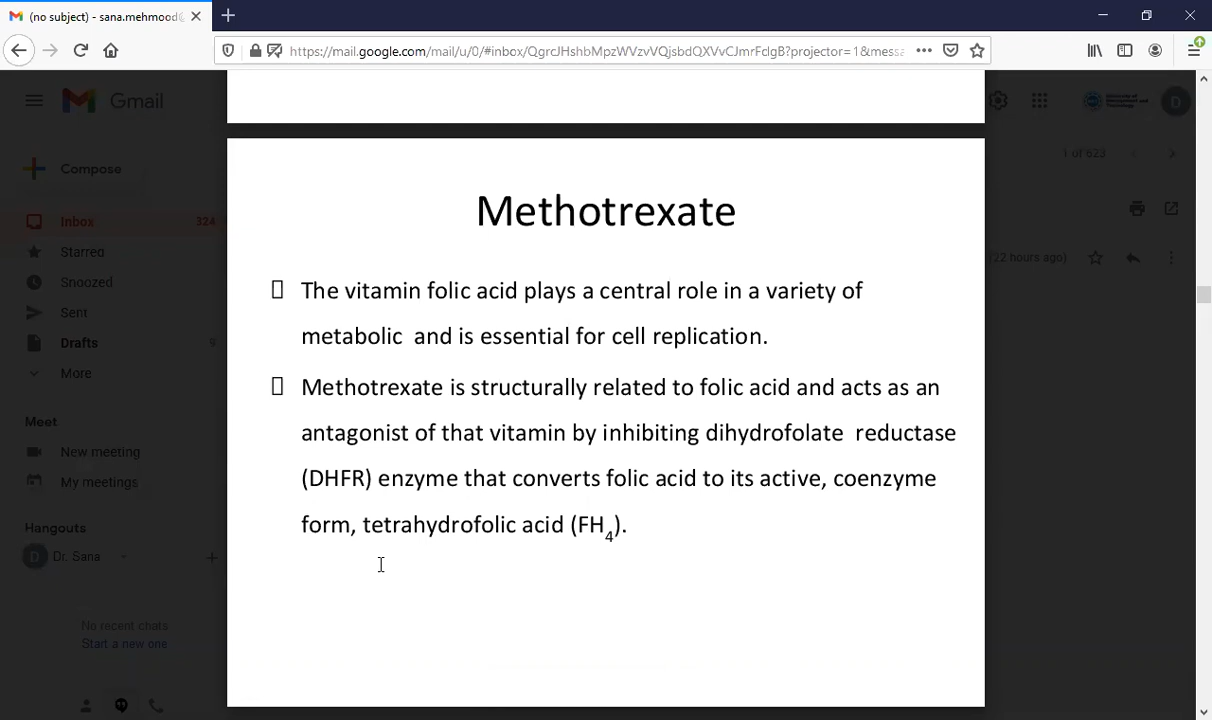 (no subject) - sana.mehmood@
https://mail.google.com/mail/u/0/#inbox/QgrcJHshbMpzWVzvVQjsbdQXVvCJmrFclgB?projector=1&messa
Gmail
Compose
1 of 623
Inbox 324
Starred
(22 hours ago)
Snoozed
Sent
Drafts 9
More
Meet
New meeting
My meetings
Hangouts
D Dr. Sana
No recent chats
Start a new one
D
Methotrexate
The vitamin folic acid plays a central role in a variety of
metabolic and is essential for cell replication.
Methotrexate is structurally related to folic acid and acts as an
antagonist of that vitamin by inhibiting dihydrofolate reductase
(DHFR) enzyme that converts folic acid to its active, coenzyme
form, tetrahydrofolic acid (FH4).